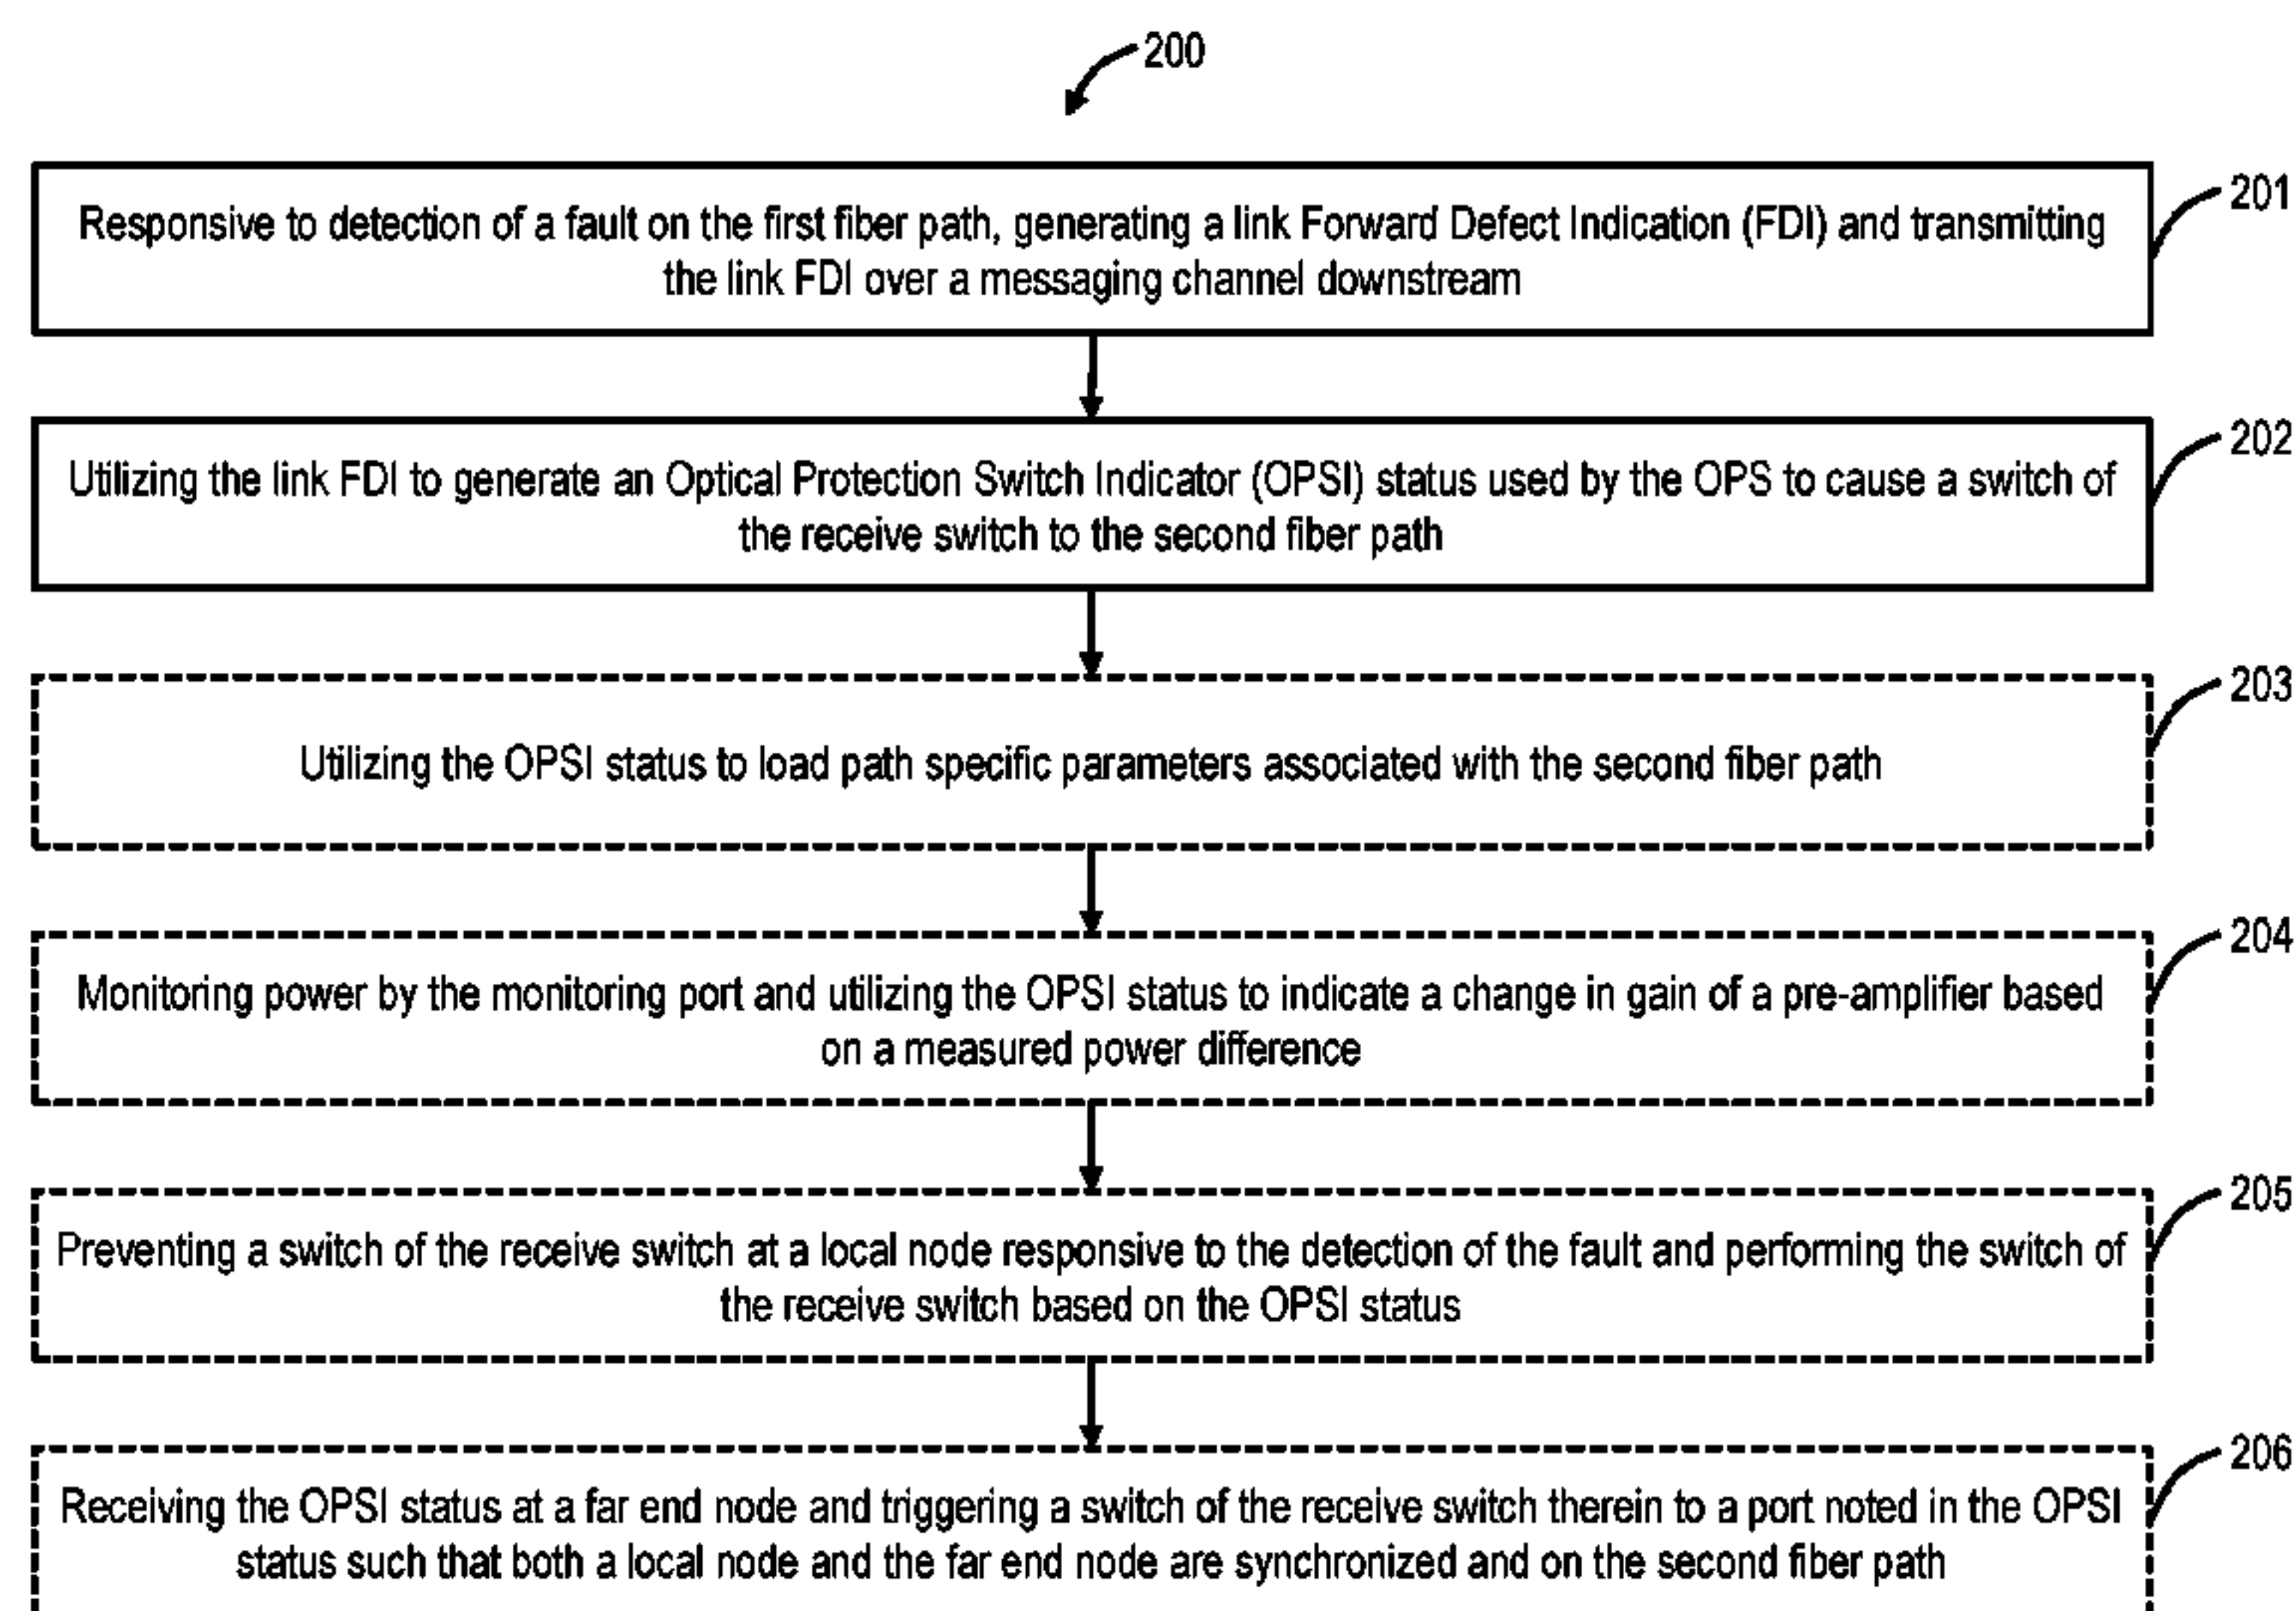 200
201
Responsive to detection of a fault on the first fiber path, generating a link Forward Defect Indication (FDI) and transmitting
the link FDI over a messaging channel downstream
202
Utilizing the link FDI to generate an Optical Protection Switch Indicator (OPSI) status used by the OPS to cause a switch of
the receive switch to the second fiber path
203
Utilizing the OPSI status to load path specific parameters associated with the second fiber path
204
Monitoring power by the monitoring port and utilizing the OPSI status to indicate a change in gain of a pre-amplifier based
on a measured power difference
205
Preventing a switch of the receive switch at a local node responsive to the detection of the fault and performing the switch of
the receive switch based on the OPSI status
206
Receiving the OPSI status at a far end node and triggering a switch of the receive switch therein to a port noted in the OPSI
status such that both a local node and the far end node are synchronized and on the second fiber path